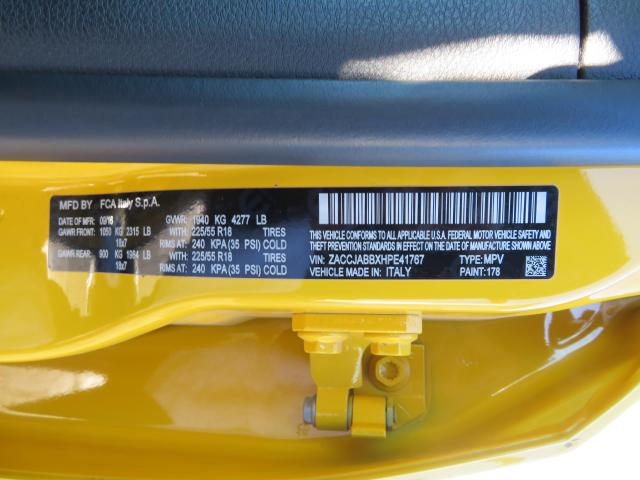 MFD BY FCA Italy S.p.A.
DATE OF MFR 09/16 GVWR: 1940 KG 4277 LB
GAWR FRONT: 1050 KG 2315 LB WITH 225/55 R18 TIRES
18x7 RIMS AT: 240 KPA (35 PSI) COLD
GAWR REAR: 900 KG 1984 LB WITH 225/55 R18 TIRES
18x7 RIMS AT: 240 KPA (35 PSI) COLD
THIS VEHICLE CONFORMS TO ALL APPLICABLE U.S.A. FEDERAL MOTOR VEHICLE SAFETY AND
THEFT PREVENTION STANDARDS IN EFFECT ON THE DATE OF MANUFACTURE SHOWN ABOVE.
VIN: ZACCJABBXHPE41767 TYPE: MPV
VEHICLE MADE IN: ITALY PAINT: 178